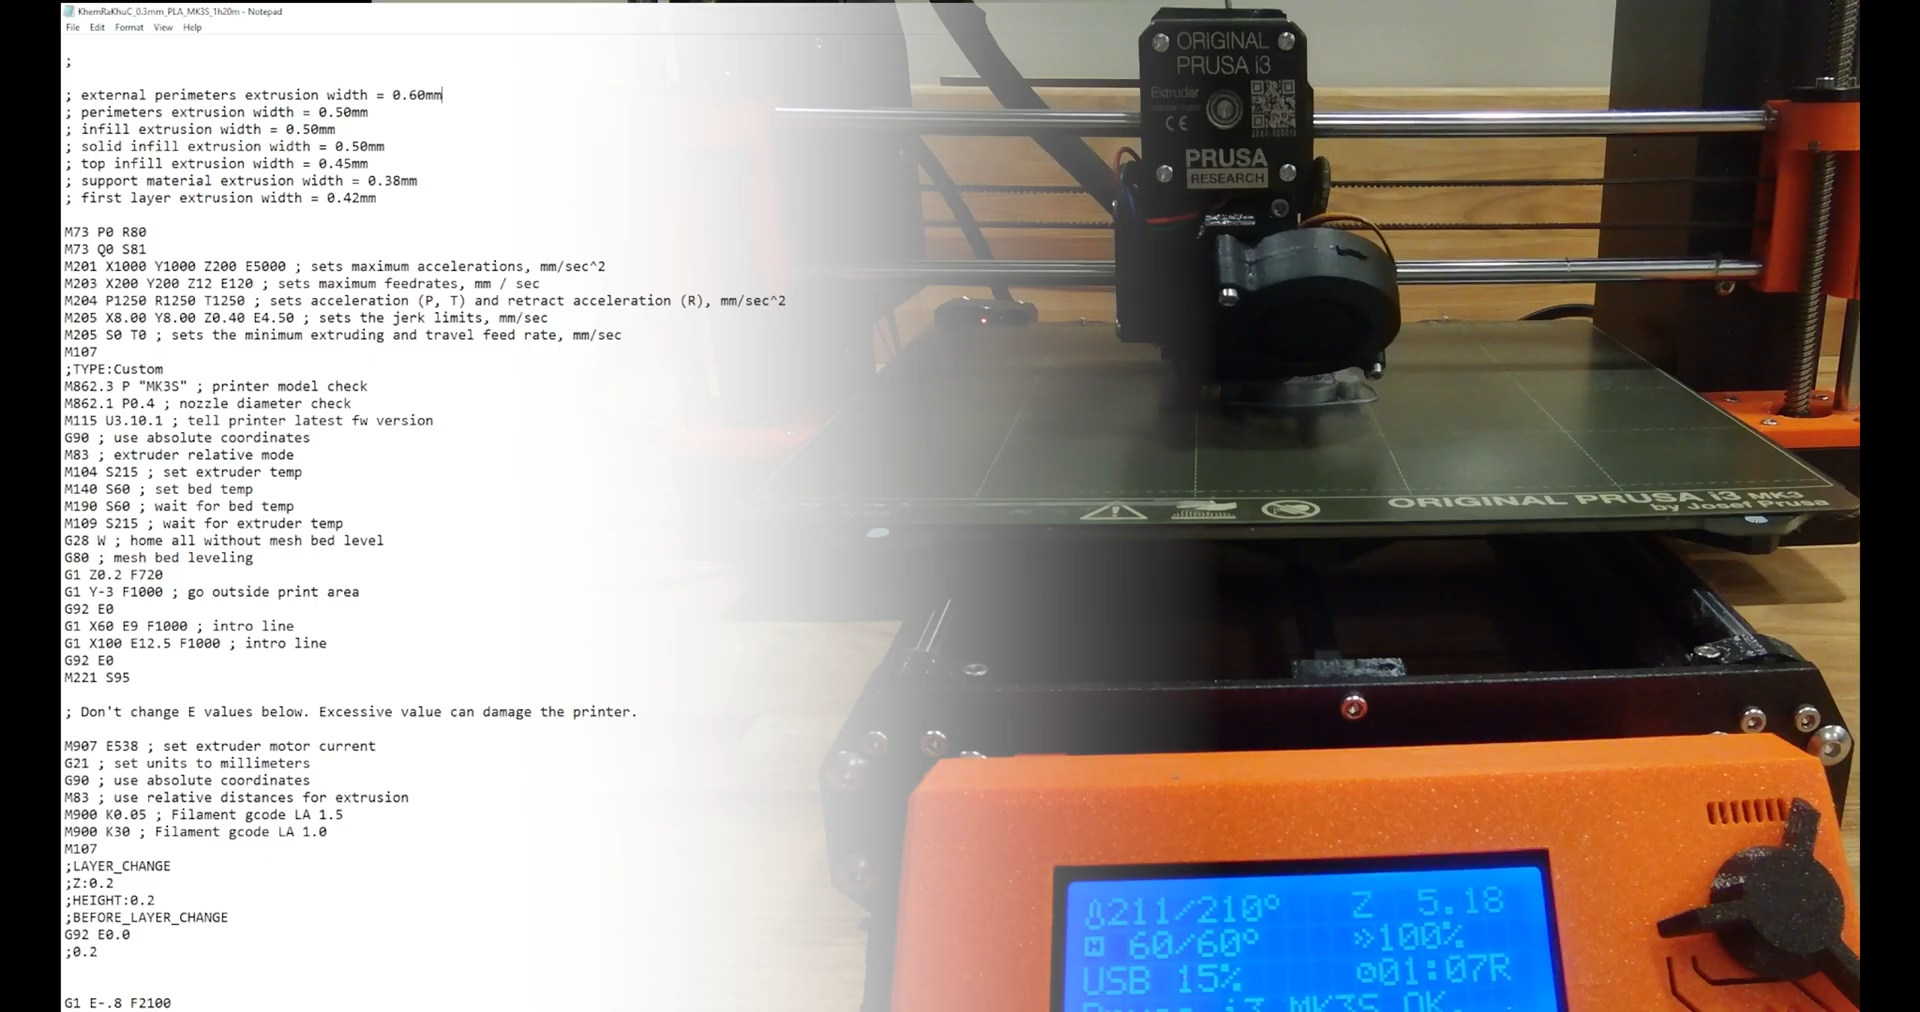 KhemRaKhuC_0.3mm_PLA_MK3S_1h20m - Notepad
File Edit Format View Help
;
; external perimeters extrusion width = 0.60mm
; perimeters extrusion width = 0.50mm
; infill extrusion width = 0.50mm
; solid infill extrusion width = 0.50mm
; top infill extrusion width = 0.45mm
; support material extrusion width = 0.38mm
; first layer extrusion width = 0.42mm
M73 P0 R80
M73 Q0 S81
M201 X1000 Y1000 Z200 E5000 ; sets maximum accelerations, mm/sec^2
M203 X200 Y200 Z12 E120 ; sets maximum feedrates, mm / sec
M204 P1250 R1250 T1250 ; sets acceleration (P, T) and retract acceleration (R), mm/sec^2
M205 X8.00 Y8.00 Z0.40 E4.50 ; sets the jerk limits, mm/sec
M205 S0 T0 ; sets the minimum extruding and travel feed rate, mm/sec
M107
;TYPE:Custom
M862.3 P "MK3S" ; printer model check
M862.1 P0.4 ; nozzle diameter check
M115 U3.10.1 ; tell printer latest fw version
G90 ; use absolute coordinates
M83 ; extruder relative mode
M104 S215 ; set extruder temp
M140 S60 ; set bed temp
M190 S60 ; wait for bed temp
M109 S215 ; wait for extruder temp
G28 W ; home all without mesh bed level
G80 ; mesh bed leveling
G1 Z0.2 F720
G1 Y-3 F1000 ; go outside print area
G92 E0
G1 X60 E9 F1000 ; intro line
G1 X100 E12.5 F1000 ; intro line
G92 E0
M221 S95
; Don't change E values below. Excessive value can damage the printer.
M907 E538 ; set extruder motor current
G21 ; set units to millimeters
G90 ; use absolute coordinates
M83 ; use relative distances for extrusion
M900 K0.05 ; Filament gcode LA 1.5
M900 K30 ; Filament gcode LA 1.0
M107
;LAYER_CHANGE
;Z:0.2
;HEIGHT:0.2
;BEFORE_LAYER_CHANGE
G92 E0.0
;0.2
G1 E-.8 F2100
ORIGINAL
PRUSA i3
Extruder
CE
PRUSA
RESEARCH
ORIGINAL PRUSA i3 MK3
by Josef Prusa
211/210° Z 5.18
60/60° 100%
USB 15% 01:07R
Prusa i3 MK3S OK.